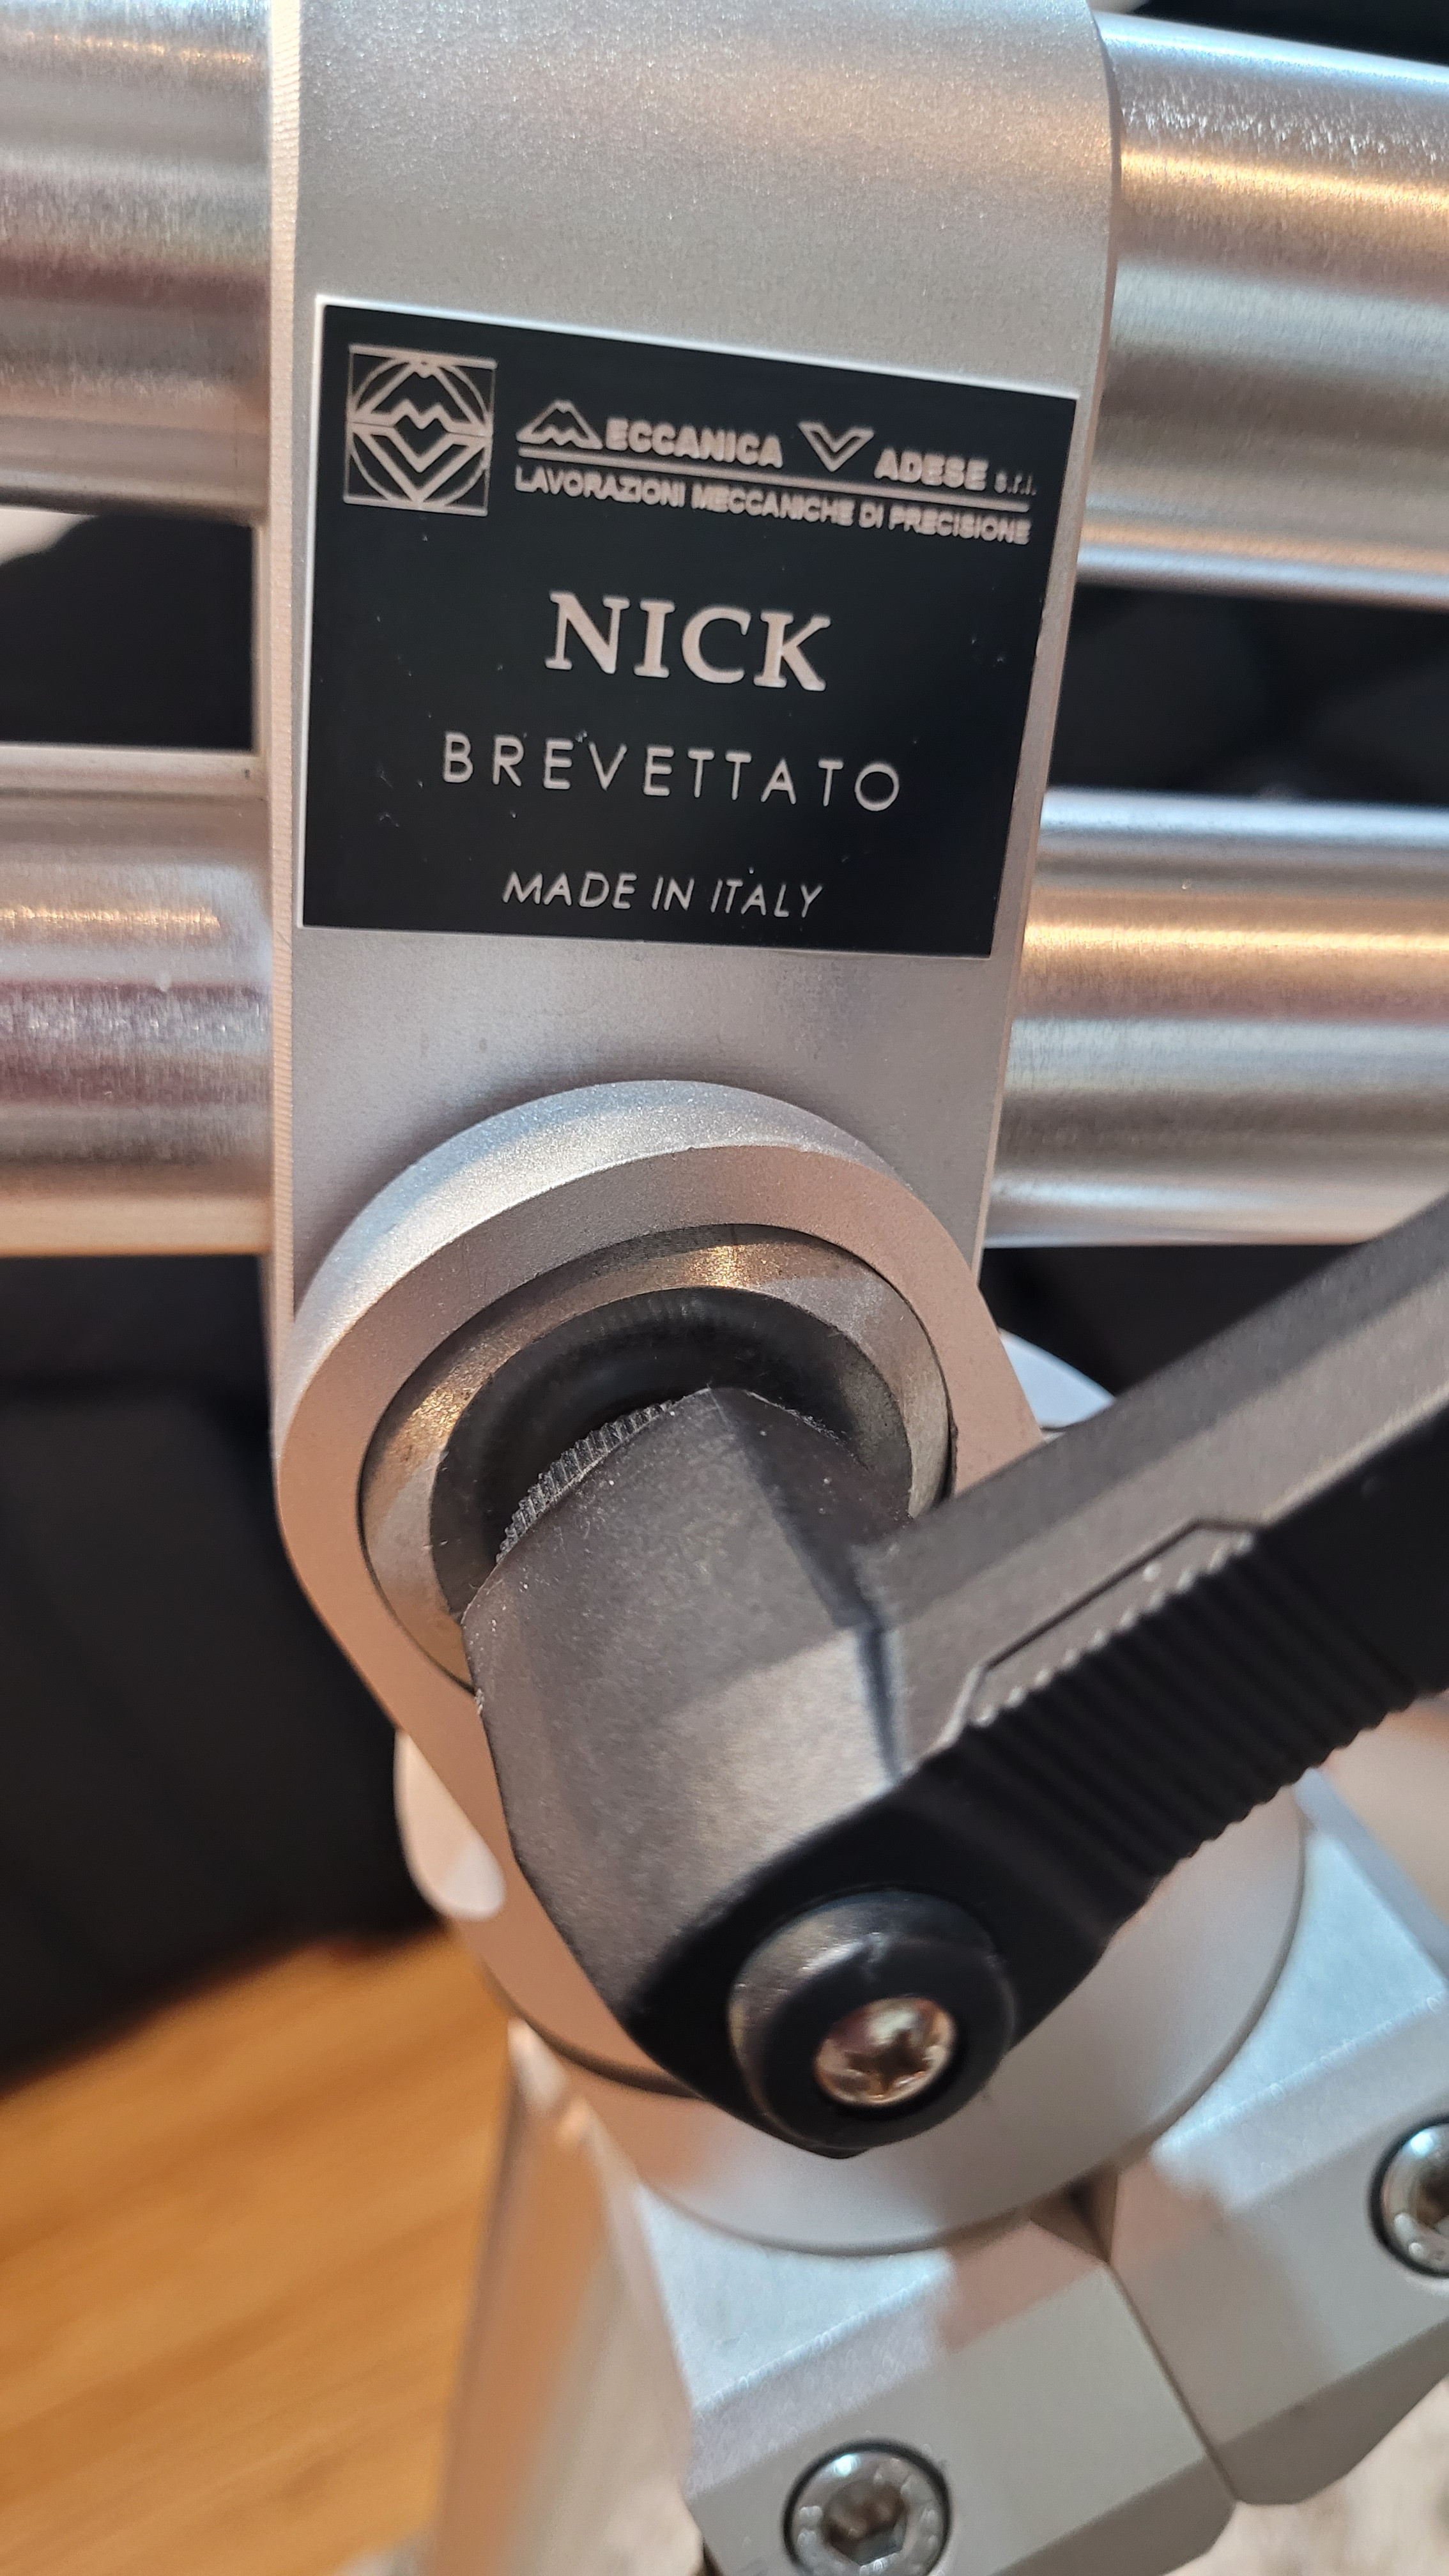 MECCANICA VADESE s.r.l.
LAVORAZIONI MECCANICHE DI PRECISIONE
NICK
BREVETTATO
MADE IN ITALY